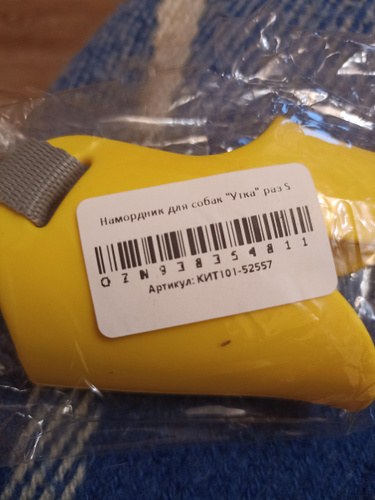 Намордник для собак "Утка" раз S
OZN938354811
Артикул: КИТ101-52557